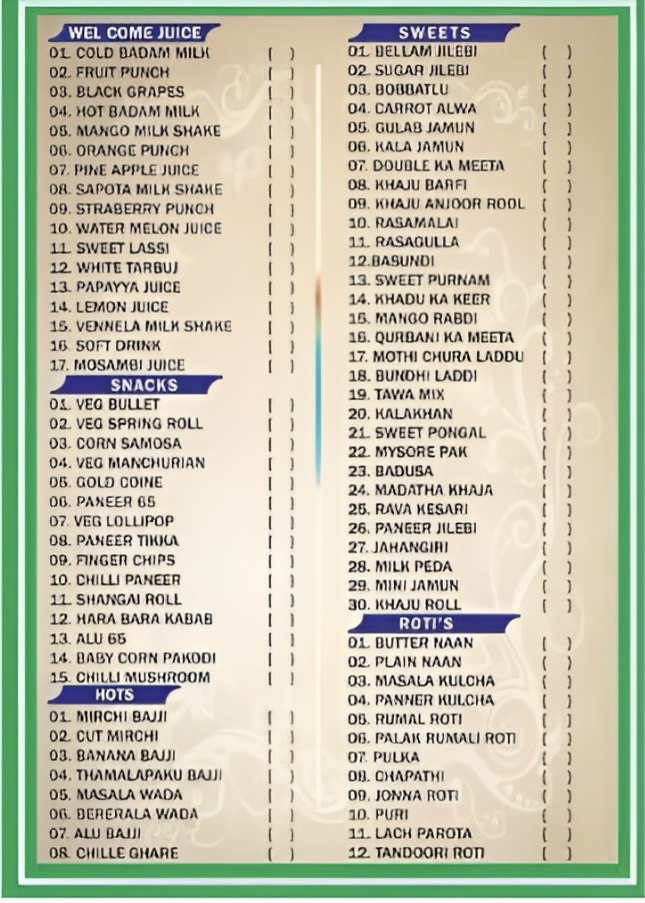 WEL COME JUICE
01. COLD BADAM MILK ( )
02. FRUIT PUNCH ( )
03. BLACK GRAPES ( )
04. HOT BADAM MILK ( )
05. MANGO MILK SHAKE ( )
06. ORANGE PUNCH ( )
07. PINE APPLE JUICE ( )
08. SAPOTA MILK SHAKE ( )
09. STRABERRY PUNCH ( )
10. WATER MELON JUICE ( )
11. SWEET LASSI ( )
12. WHITE TARBUJ ( )
13. PAPAYYA JUICE ( )
14. LEMON JUICE ( )
15. VENNELA MILK SHAKE ( )
16. SOFT DRINK ( )
17. MOSAMBI JUICE ( )
SNACKS
01. VEG BULLET ( )
02. VEG SPRING ROLL ( )
03. CORN SAMOSA ( )
04. VEG MANCHURIAN ( )
05. GOLD COINE ( )
06. PANEER 65 ( )
07. VEG LOLLIPOP ( )
08. PANEER TIKKA ( )
09. FINGER CHIPS ( )
10. CHILLI PANEER ( )
11. SHANGAI ROLL ( )
12. HARA BARA KABAB ( )
13. ALU 65 ( )
14. BABY CORN PAKODI ( )
15. CHILLI MUSHROOM ( )
HOTS
01. MIRCHI BAJJI ( )
02. CUT MIRCHI ( )
03. BANANA BAJJI ( )
04. THAMALAPAKU BAJJI ( )
05. MASALA WADA ( )
06. BERERALA WADA ( )
07. ALU BAJJI ( )
08. CHILLE GHARE ( )
SWEETS
01. BELLAM JILEBI ( )
02. SUGAR JILEBI ( )
03. BOBBATLU ( )
04. CARROT ALWA ( )
05. GULAB JAMUN ( )
06. KALA JAMUN ( )
07. DOUBLE KA MEETA ( )
08. KHAJU BARFI ( )
09. KHAJU ANJOOR ROOL ( )
10. RASAMALAI ( )
11. RASAGULLA ( )
12.BASUNDI ( )
13. SWEET PURNAM ( )
14. KHADU KA KEER ( )
15. MANGO RABDI ( )
16. QURBANI KA MEETA ( )
17. MOTHI CHURA LADDU ( )
18. BUNDHI LADDI ( )
19. TAWA MIX ( )
20. KALAKHAN ( )
21. SWEET PONGAL ( )
22. MYSORE PAK ( )
23. BADUSA ( )
24. MADATHA KHAJA ( )
25. RAVA KESARI ( )
26. PANEER JILEBI ( )
27. JAHANGIRI ( )
28. MILK PEDA ( )
29. MINI JAMUN ( )
30. KHAJU ROLL ( )
ROTI'S
01. BUTTER NAAN ( )
02. PLAIN NAAN ( )
03. MASALA KULCHA ( )
04. PANNER KULCHA ( )
05. RUMAL ROTI ( )
06. PALAK RUMALI ROTI ( )
07. PULKA ( )
08. CHAPATHI ( )
09. JONNA ROTI ( )
10. PURI ( )
11. LACH PAROTA ( )
12. TANDOORI ROTI ( )